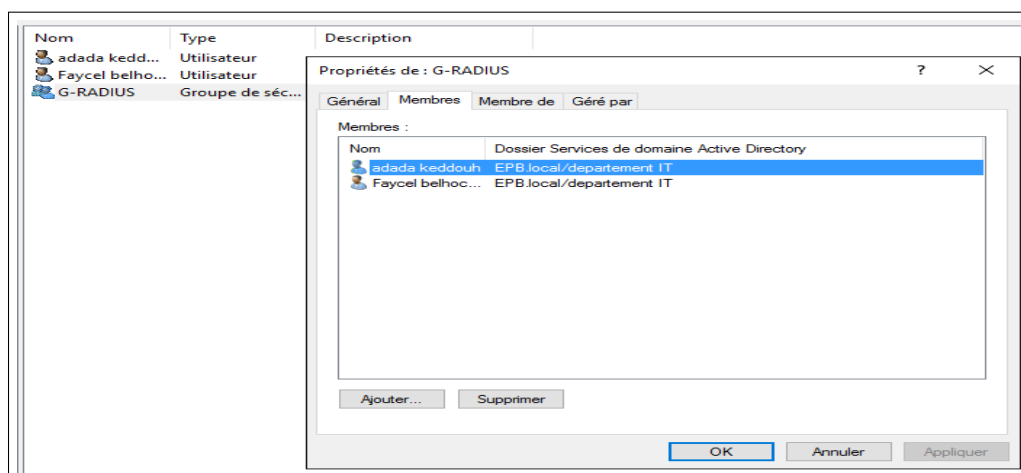 Nom Type Description
adada kedd... Utilisateur
Faycel belho... Utilisateur
G-RADIUS Groupe de séc...
Propriétés de : G-RADIUS ? ×
Général Membres Membre de Géré par
Membres :
Nom Dossier Services de domaine Active Directory
adada keddouh EPB.local/departement IT
Faycel belhoc... EPB.local/departement IT
Ajouter... Supprimer
OK Annuler Appliquer